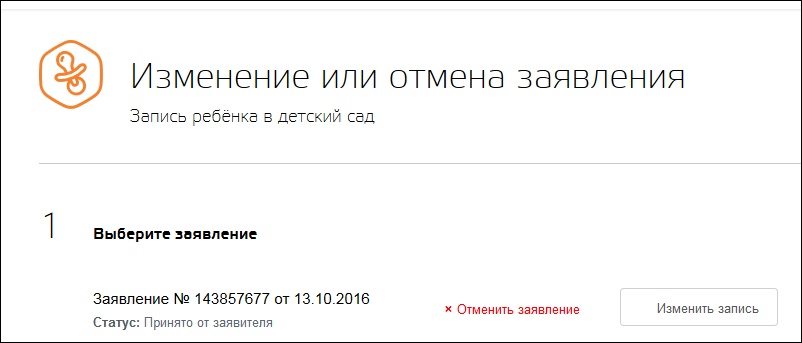 Изменение или отмена заявления
Запись ребёнка в детский сад
1 Выберите заявление
Заявление № 143857677 от 13.10.2016
Статус: Принято от заявителя
× Отменить заявление
Изменить запись